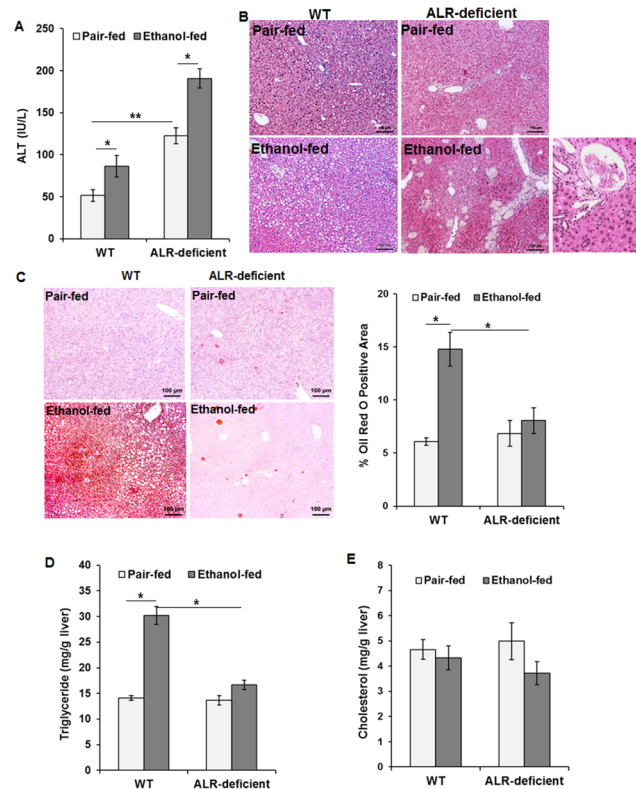 A
Pair-fed Ethanol-fed
ALT (IU/L)
250
200
150
100
50
0
*
**
*
WT ALR-deficient
B
WT ALR-deficient
Pair-fed Pair-fed
Ethanol-fed Ethanol-fed
C
WT ALR-deficient
Pair-fed Pair-fed
100 µm 100 µm
Ethanol-fed Ethanol-fed
100 µm 100 µm
Pair-fed Ethanol-fed
% Oil Red O Positive Area
20
15
10
5
0
* *
WT ALR-deficient
D
Pair-fed Ethanol-fed
Triglyceride (mg/g liver)
40
35
30
25
20
15
10
5
0
* *
WT ALR-deficient
E
Pair-fed Ethanol-fed
Cholesterol (mg/g liver)
8
7
6
5
4
3
2
1
0
WT ALR-deficient